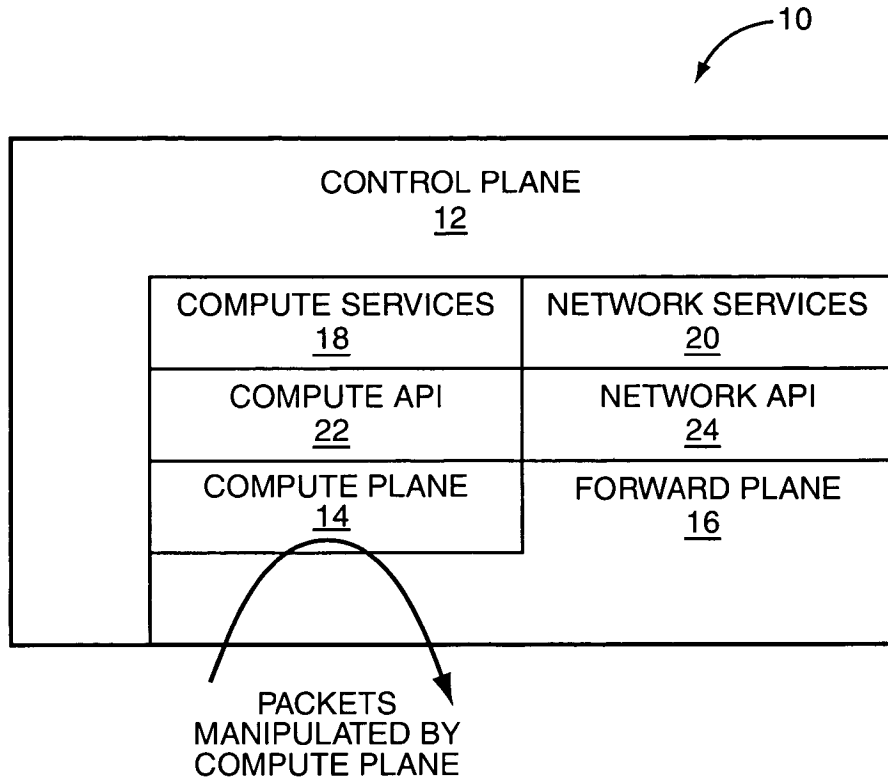 10
CONTROL PLANE
12
COMPUTE SERVICES
18
NETWORK SERVICES
20
COMPUTE API
22
NETWORK API
24
COMPUTE PLANE
14
FORWARD PLANE
16
PACKETS
MANIPULATED BY
COMPUTE PLANE